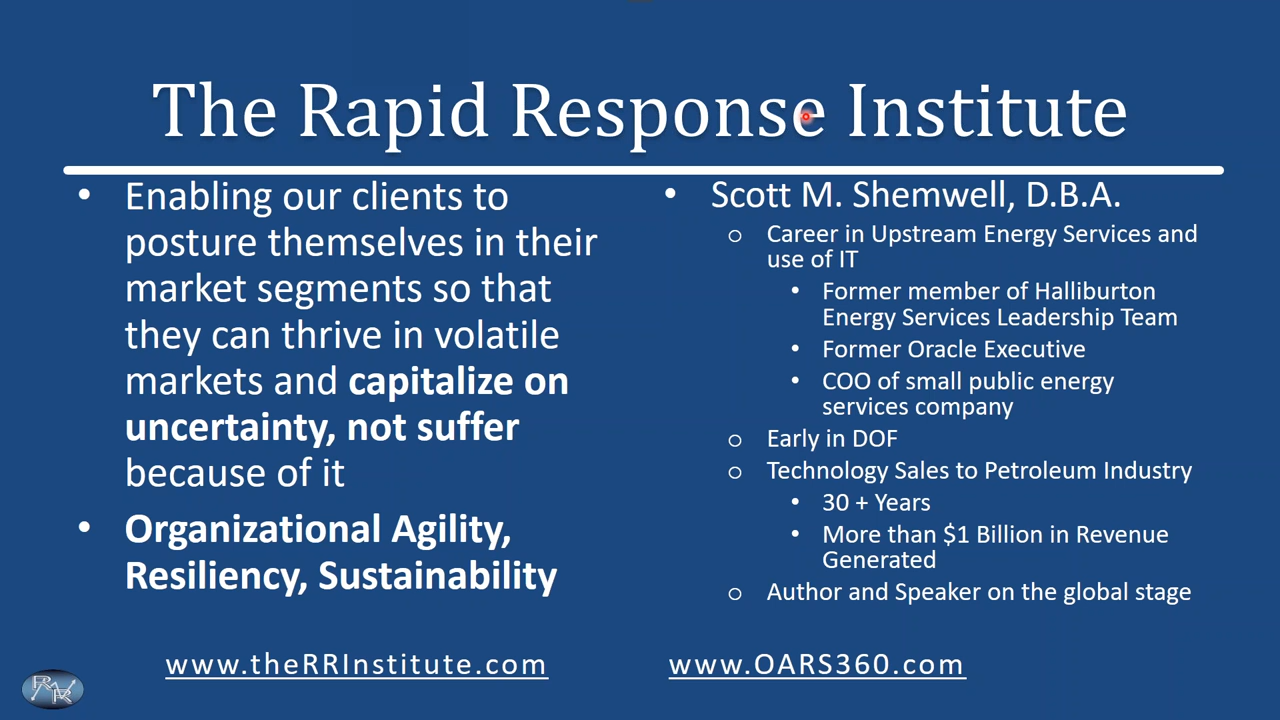 The Rapid Response Institute
• Enabling our clients to
posture themselves in their
market segments so that
they can thrive in volatile
markets and capitalize on
uncertainty, not suffer
because of it
• Organizational Agility,
Resiliency, Sustainability
• Scott M. Shemwell, D.B.A.
o Career in Upstream Energy Services and
use of IT
• Former member of Halliburton
Energy Services Leadership Team
• Former Oracle Executive
• COO of small public energy
services company
o Early in DOF
o Technology Sales to Petroleum Industry
• 30 + Years
• More than $1 Billion in Revenue
Generated
o Author and Speaker on the global stage
www.theRRInstitute.com
www.OARS360.com
RR